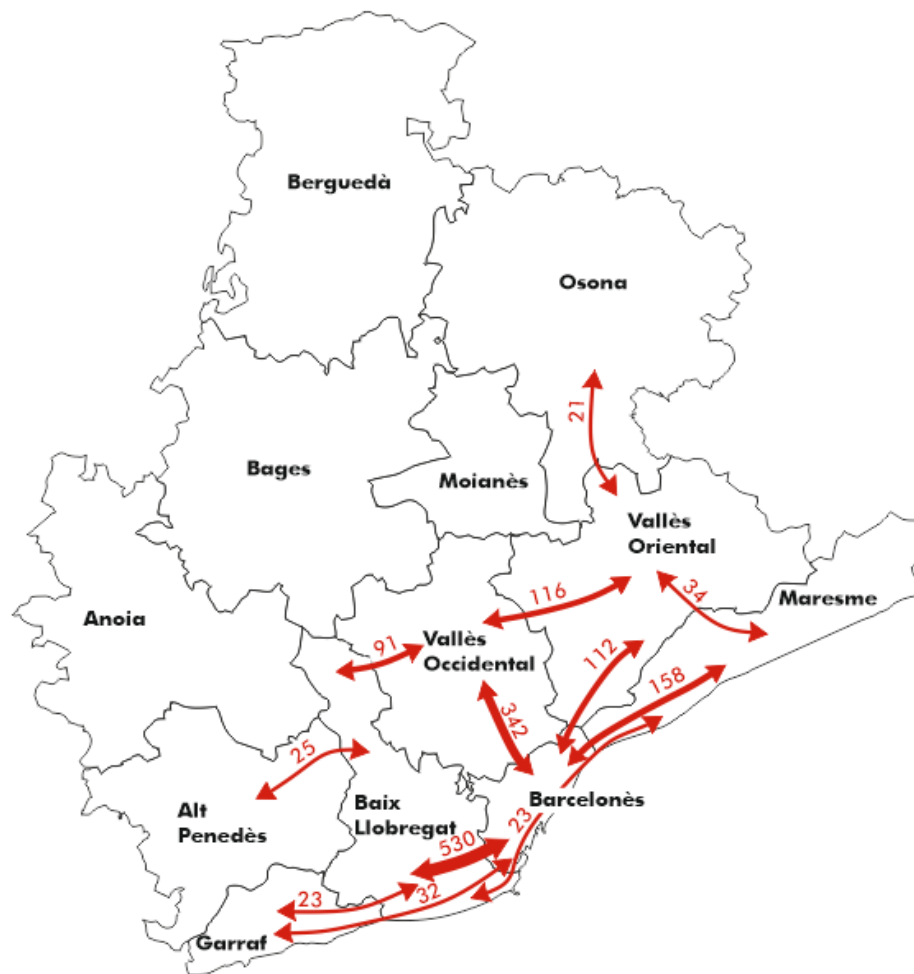 Berguedà
Osona
21
Bages
Moianès
Vallès
Oriental
116
34
Maresme
Anoia
91
Vallès
Occidental
112
158
342
25
Alt
Penedès
Baix
Llobregat
Barcelonès
23
530
32
23
Garraf